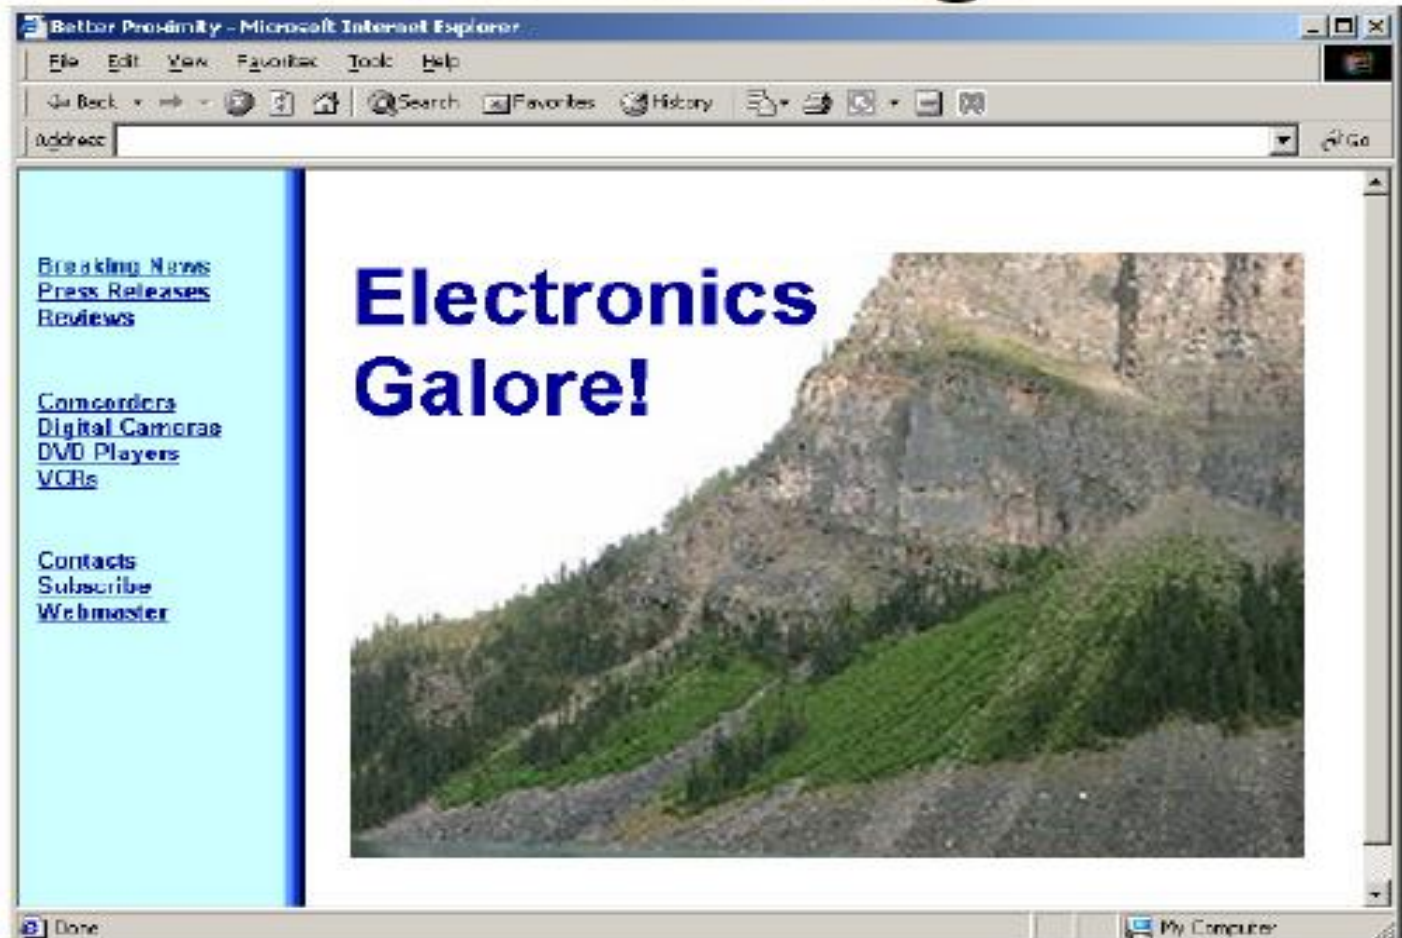 Better Proximity - Microsoft Internet Explorer
File Edit View Favorites Tools Help
Back Search Favorites History
Address Go
Breaking News
Press Releases
Reviews
Electronics
Galore!
Camcorders
Digital Cameras
DVD Players
VCRs
Contacts
Subscribe
Webmaster
Done My Computer